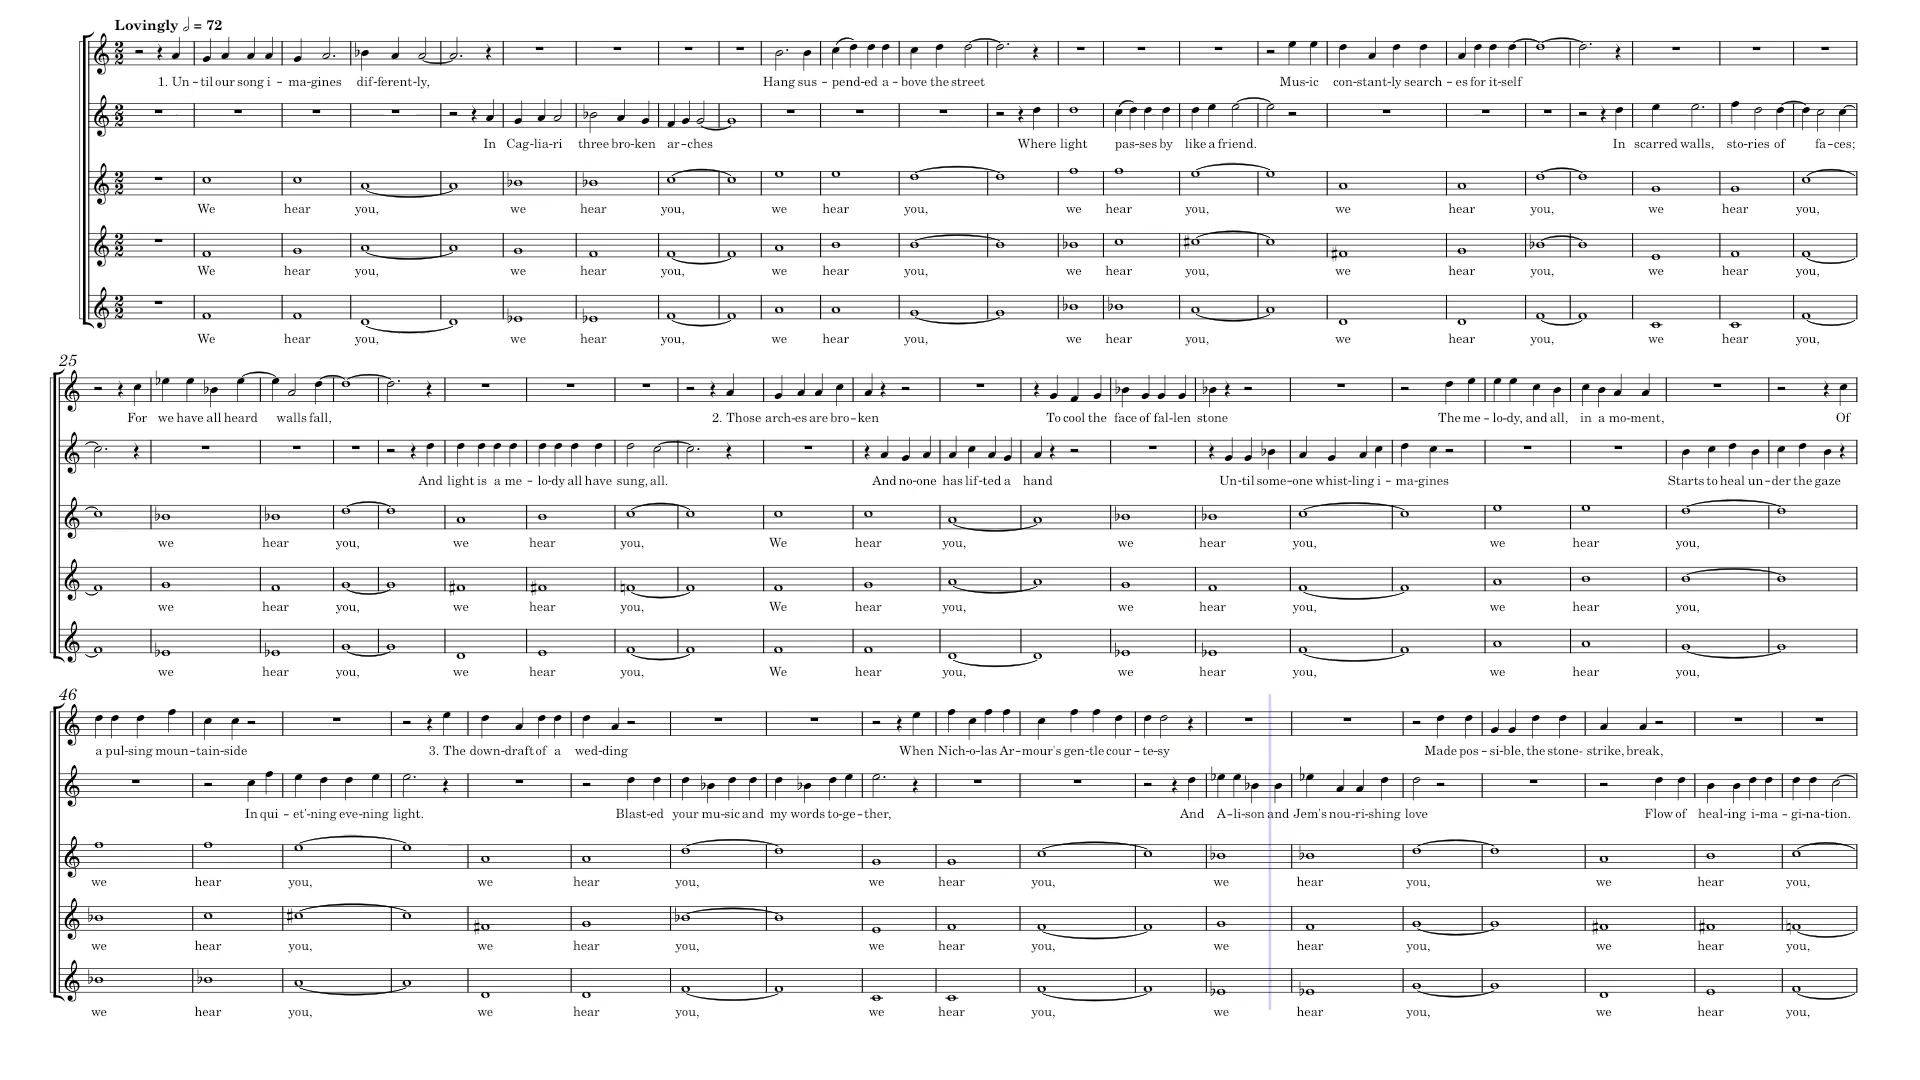 Lovingly 𝅗𝅥 = 72
1. Un-til our song i-ma-gines dif-ferent-ly, Hang sus-pend-ed a-bove the street Mus-ic con-stant-ly search-es for it-self
In Cag-lia-ri three bro-ken ar-ches Where light pas-ses by like a friend. In scarred walls, sto-ries of fa-ces;
We hear you, we hear you, we hear you, we hear you, we hear you, we hear you,
We hear you, we hear you, we hear you, we hear you, we hear you, we hear you,
We hear you, we hear you, we hear you, we hear you, we hear you, we hear you,
25
For we have all heard walls fall, 2. Those arch-es are bro-ken To cool the face of fal-len stone The me-lo-dy, and all, in a mo-ment, Of
And light is a me-lo-dy all have sung, all. And no-one has lif-ted a hand Un-til some-one whist-ling i-ma-gines Starts to heal un-der the gaze
we hear you, we hear you, We hear you, we hear you, we hear you,
we hear you, we hear you, We hear you, we hear you, we hear you,
we hear you, we hear you, We hear you, we hear you, we hear you,
46
a pul-sing moun-tain-side 3. The down-draft of a wed-ding When Nich-o-las Ar-mour's gen-tle cour-te-sy Made pos-si-ble, the stone- strike, break,
In qui-et'-ning eve-ning light. Blast-ed your mu-sic and my words to-ge-ther, And A-li-son and Jem's nou-ri-shing love Flow of heal-ing i-ma-gi-na-tion.
we hear you, we hear you, we hear you, we hear you, we hear you,
we hear you, we hear you, we hear you, we hear you, we hear you,
we hear you, we hear you, we hear you, we hear you, we hear you,